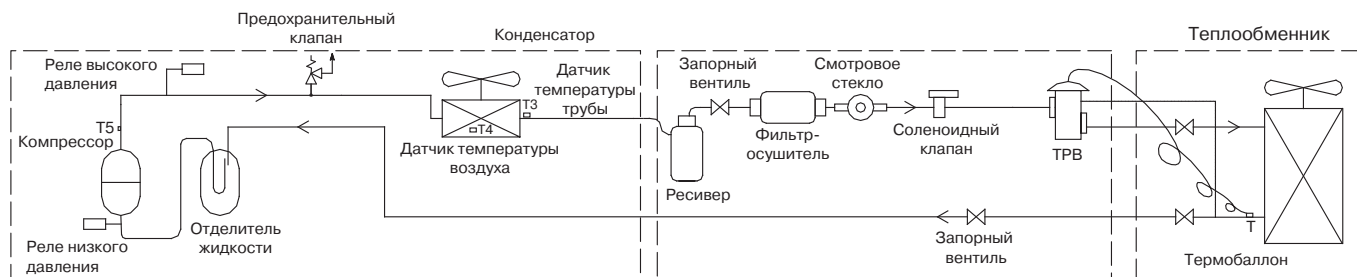 Предохранительный
клапан
Конденсатор
Теплообменник
Реле высокого
давления
Датчик
температуры
трубы
Запорный
вентиль
Смотровое
стекло
T3
T5
Компрессор
T4
Датчик температуры
воздуха
Фильтр-
осушитель
Соленоидный
клапан
ТРВ
Ресивер
Отделитель
жидкости
Реле низкого
давления
Запорный
вентиль
T
Термобаллон